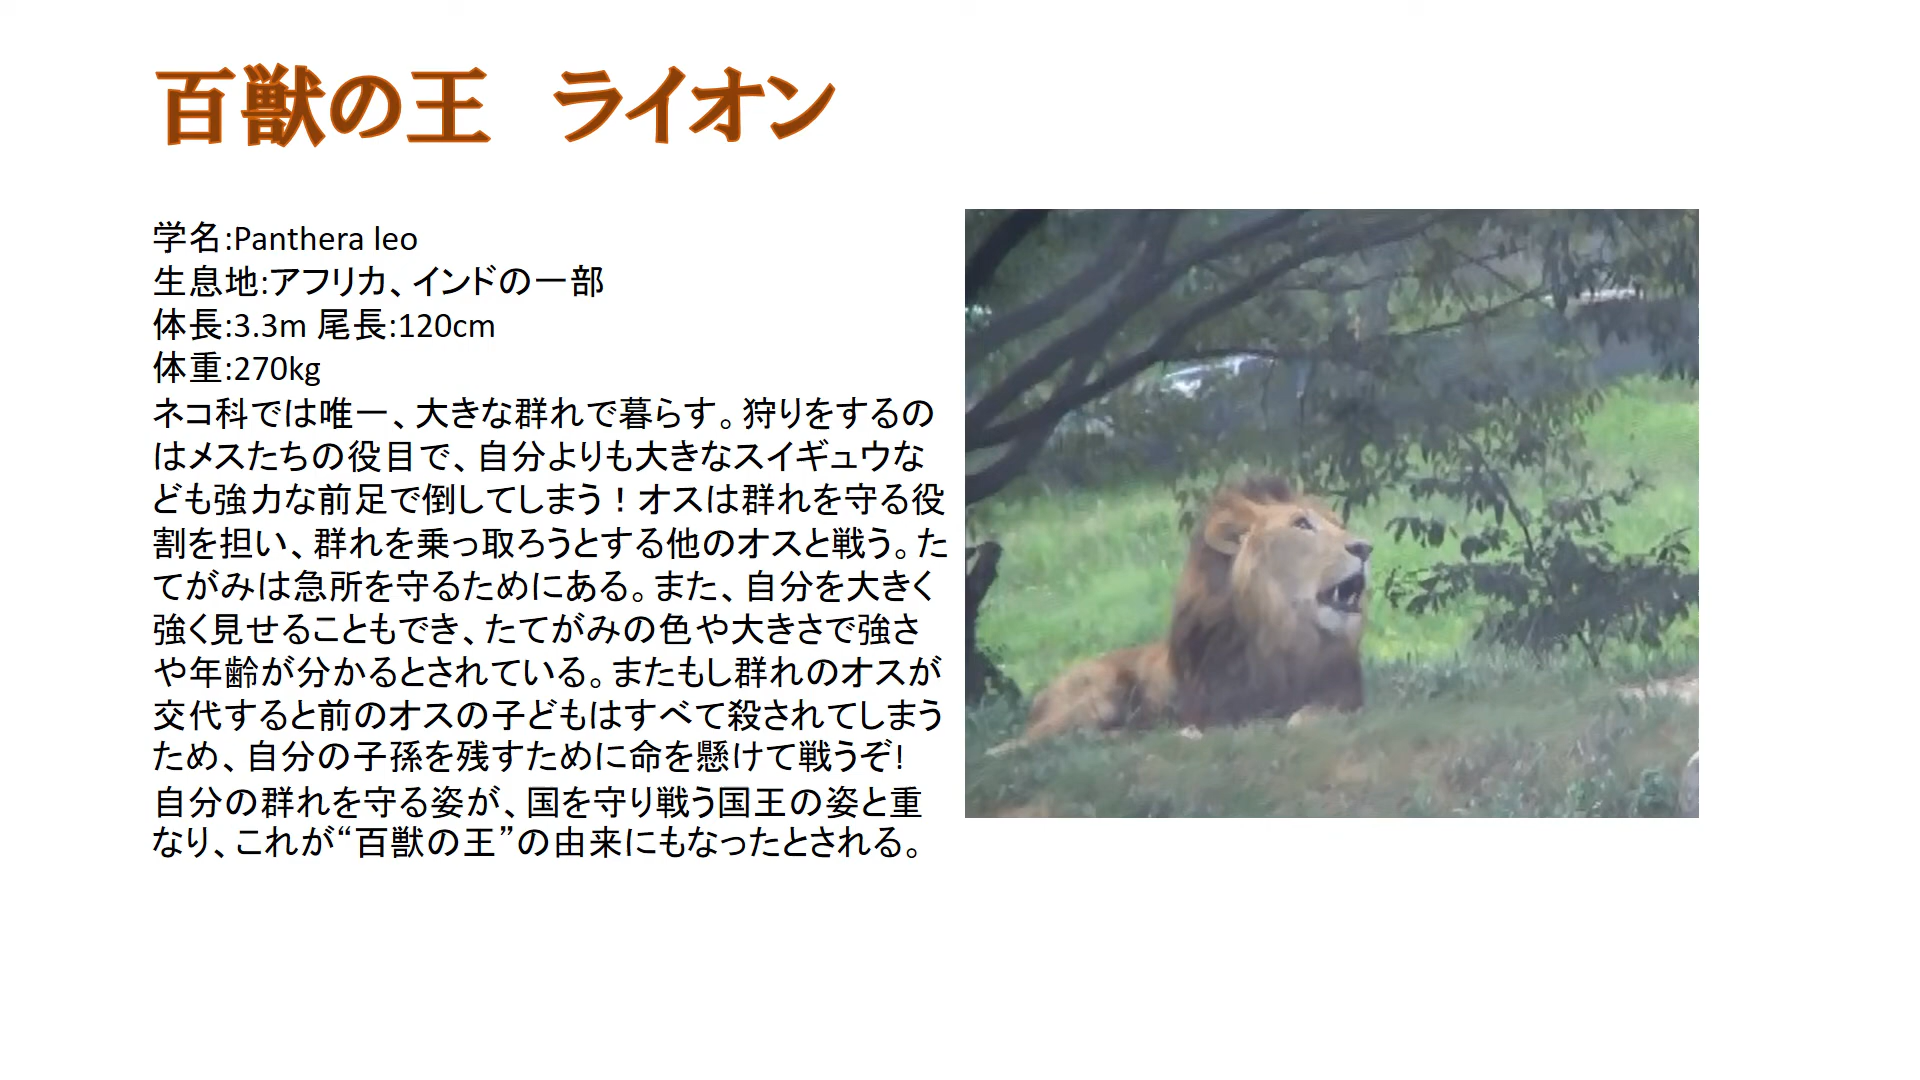 百獣の王　ライオン
学名:Panthera leo
生息地:アフリカ、インドの一部
体長:3.3m 尾長:120cm
体重:270kg
ネコ科では唯一、大きな群れで暮らす。狩りをするの
はメスたちの役目で、自分よりも大きなスイギュウな
ども強力な前足で倒してしまう！オスは群れを守る役
割を担い、群れを乗っ取ろうとする他のオスと戦う。た
てがみは急所を守るためにある。また、自分を大きく
強く見せることもでき、たてがみの色や大きさで強さ
や年齢が分かるとされている。またもし群れのオスが
交代すると前のオスの子どもはすべて殺されてしまう
ため、自分の子孫を残すために命を懸けて戦うぞ!
自分の群れを守る姿が、国を守り戦う国王の姿と重
なり、これが“百獣の王”の由来にもなったとされる。